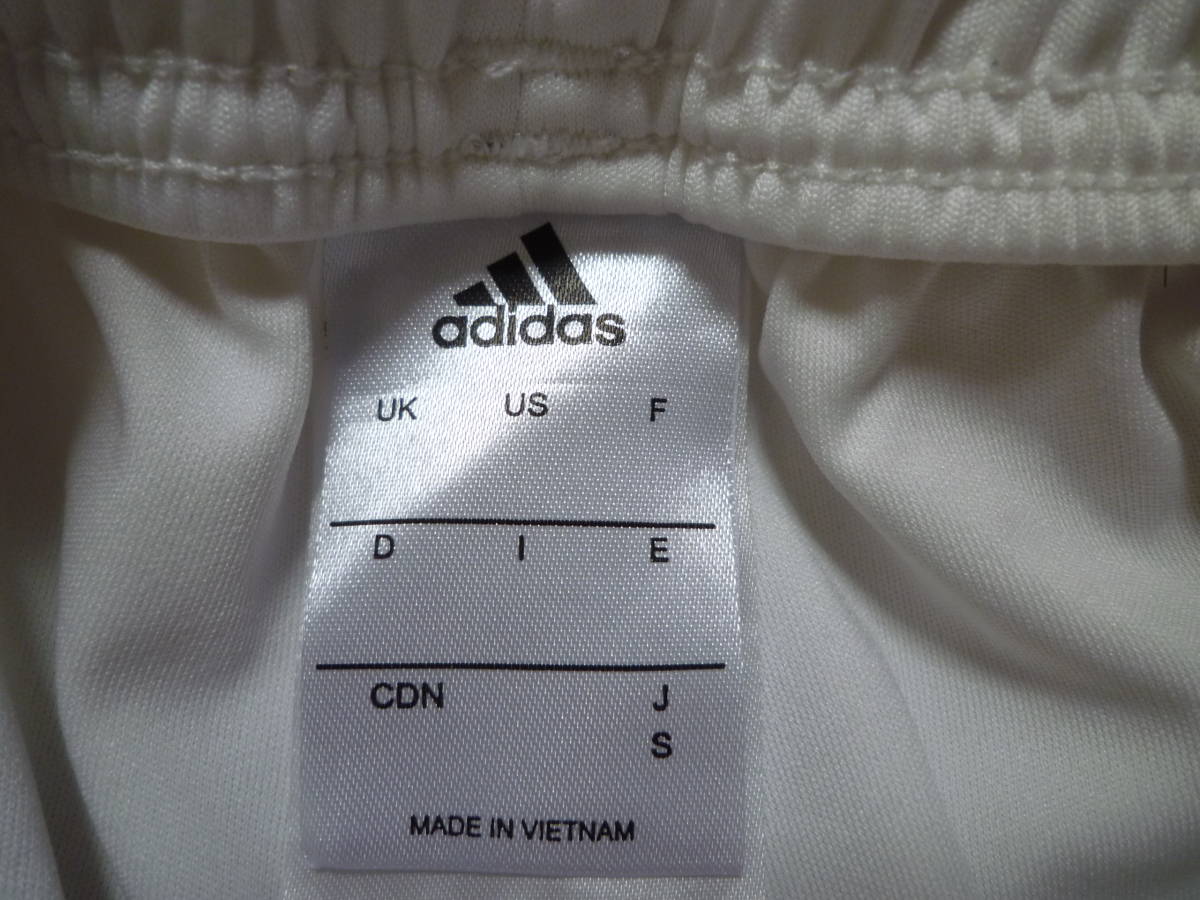 adidas
UK US F
D I E
CDN J
S
MADE IN VIETNAM